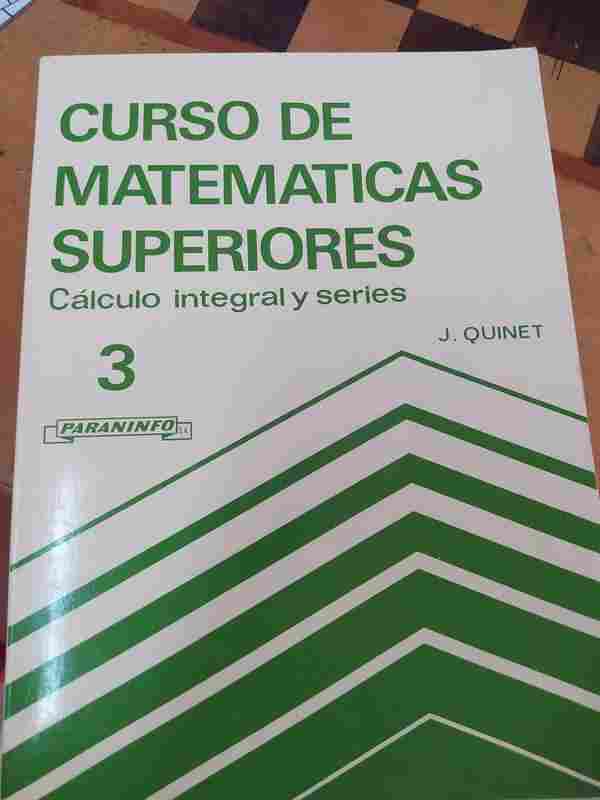 CURSO DE
MATEMATICAS
SUPERIORES
Cálculo integral y series
J. QUINET
3
PARANINFO S.A.